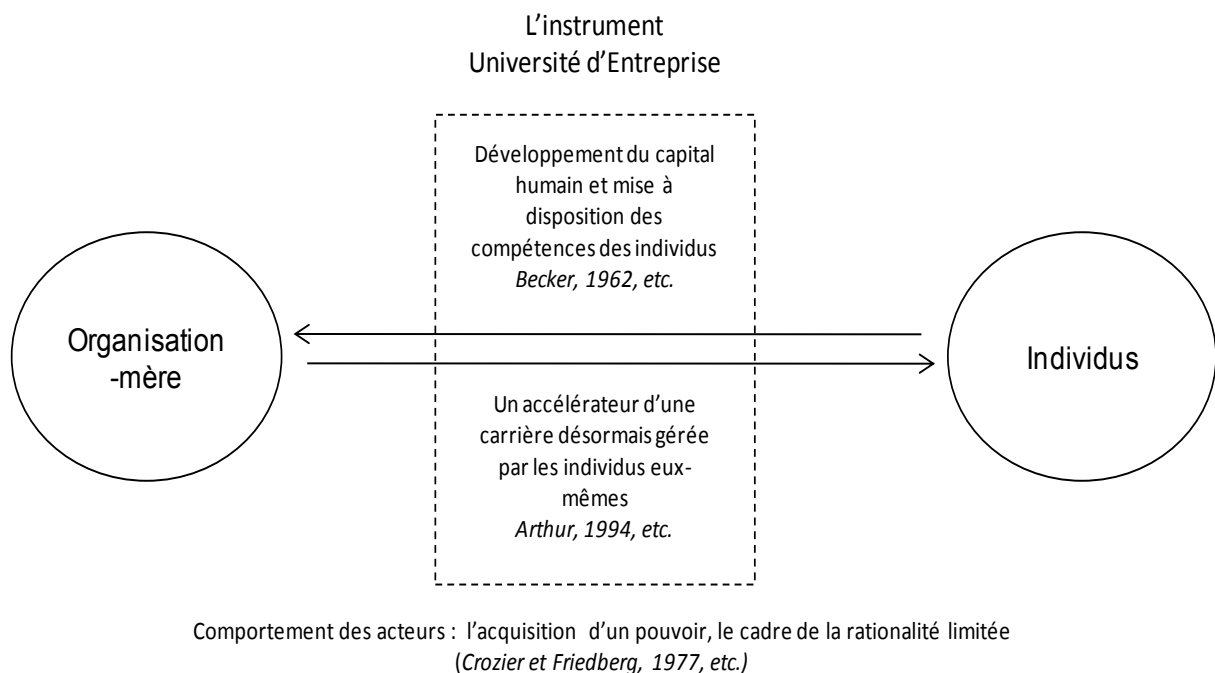 L’instrument
Université d’Entreprise
Développement du capital
humain et mise à
disposition des
compétences des individus
Becker, 1962, etc.
Organisation
-mère
Individus
Un accélérateur d’une
carrière désormais gérée
par les individus eux-
mêmes
Arthur, 1994, etc.
Comportement des acteurs : l’acquisition d’un pouvoir, le cadre de la rationalité limitée
(Crozier et Friedberg, 1977, etc.)